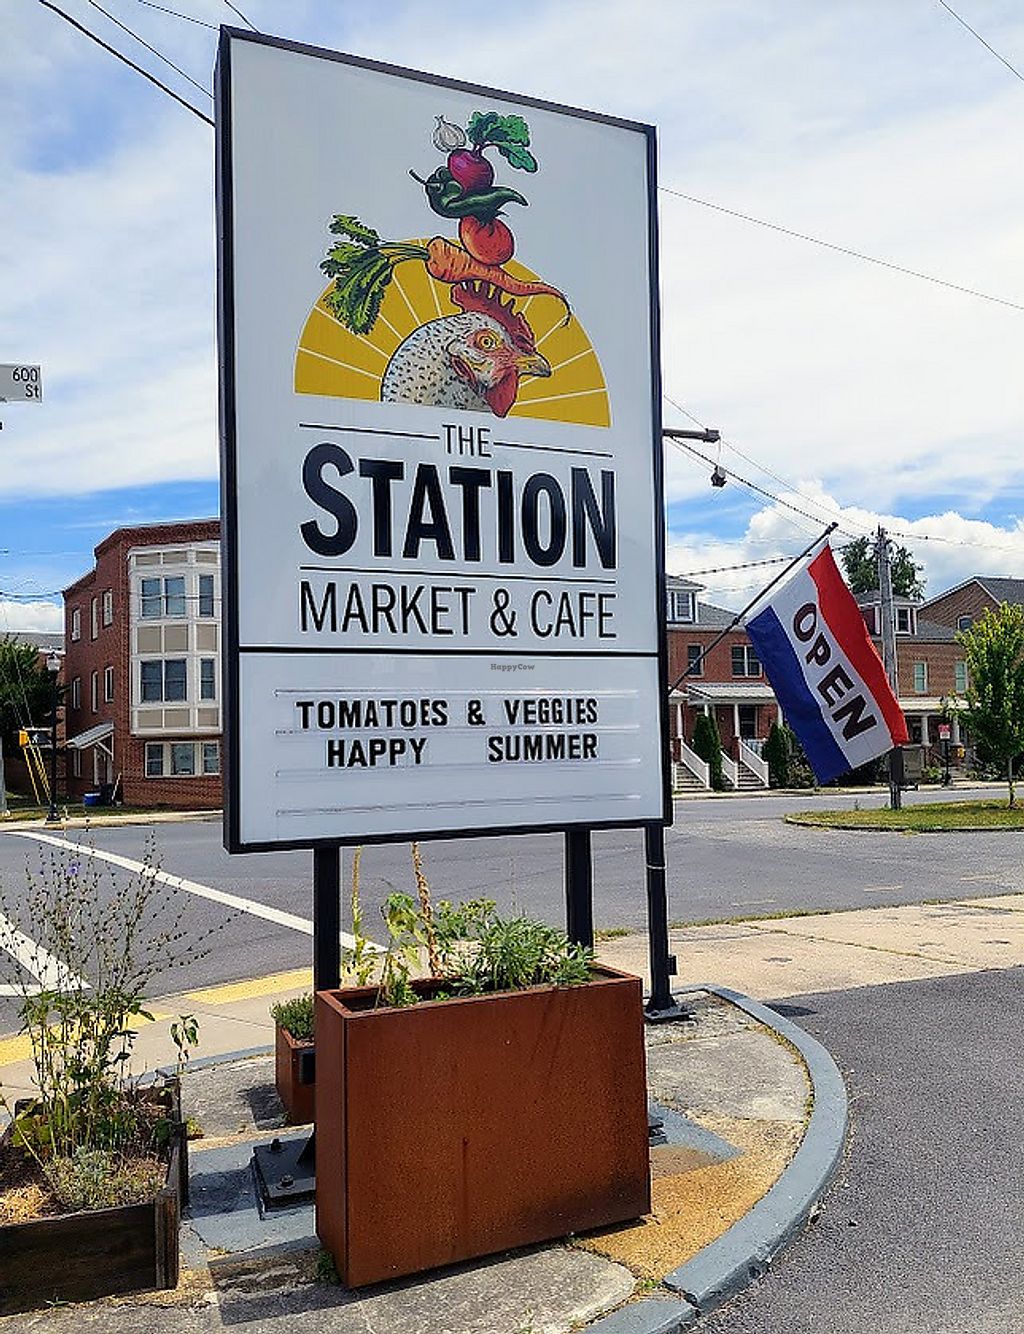 600
St
THE
STATION
MARKET & CAFE
HappyCow
TOMATOES & VEGGIES
HAPPY SUMMER
OPEN